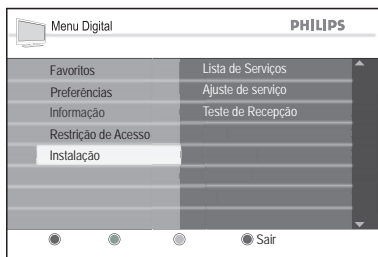 Menu Digital
PHILIPS
Favoritos
Preferências
Informação
Restrição de Acesso
Instalação
Lista de Serviços
Ajuste de serviço
Teste de Recepção
Sair